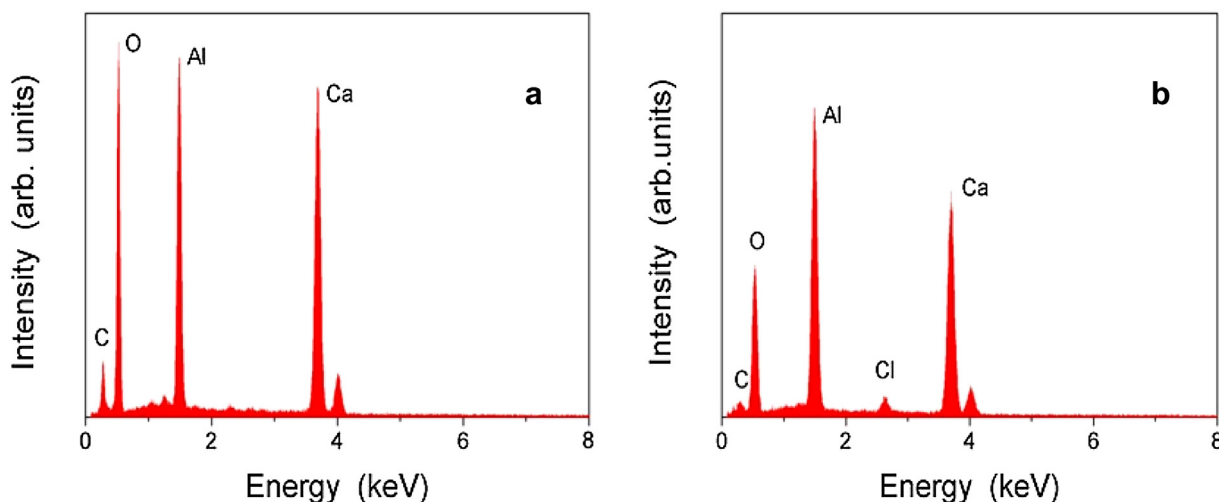 O
Al
Ca
C
a
Intensity (arb. units)
0 2 4 6 8
Energy (keV)
Al
Ca
O
Cl
C
b
Intensity (arb.units)
0 2 4 6 8
Energy (keV)